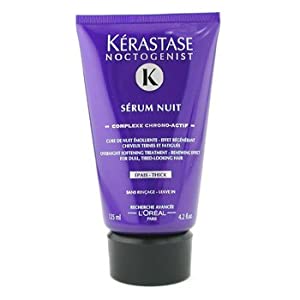 KÉRASTASE
NOCTOGENIST
K
SÉRUM NUIT
COMPLEXE CHRONO-ACTIF
CURE DE NUIT ÉMOLLIENTE - EFFET RÉGÉNÉRANT
CHEVEUX TERNES ET FATIGUÉS
OVERNIGHT SOFTENING TREATMENT - RENEWING EFFECT
FOR DULL, TIRED-LOOKING HAIR
ÉPAIS - THICK
SANS RINÇAGE - LEAVE IN
RECHERCHE AVANCÉE
L'ORÉAL
PARIS
125 ml
4.2 fl.oz